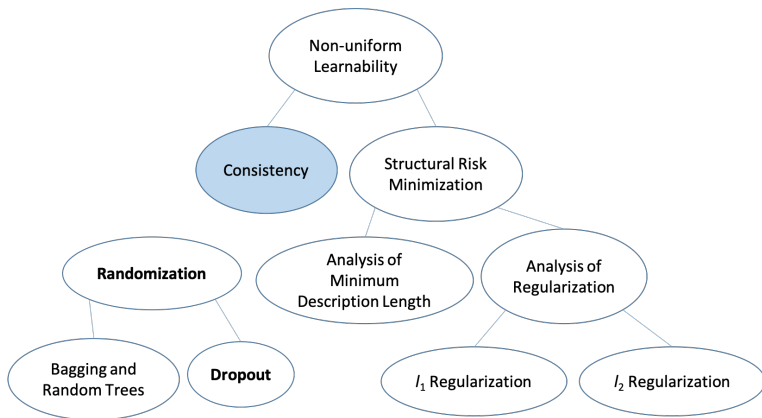 Non-uniform
Learnability
Consistency
Structural Risk
Minimization
Randomization
Analysis of
Minimum
Description Length
Analysis of
Regularization
Bagging and
Random Trees
Dropout
l1 Regularization
l2 Regularization